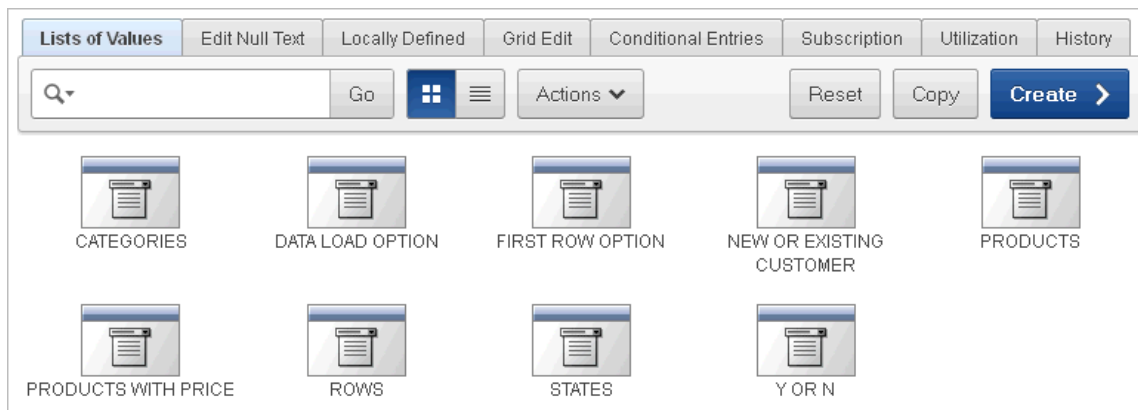 Lists of Values Edit Null Text Locally Defined Grid Edit Conditional Entries Subscription Utilization History
Go Actions Reset Copy Create
CATEGORIES DATA LOAD OPTION FIRST ROW OPTION NEW OR EXISTING CUSTOMER PRODUCTS
PRODUCTS WITH PRICE ROWS STATES Y OR N